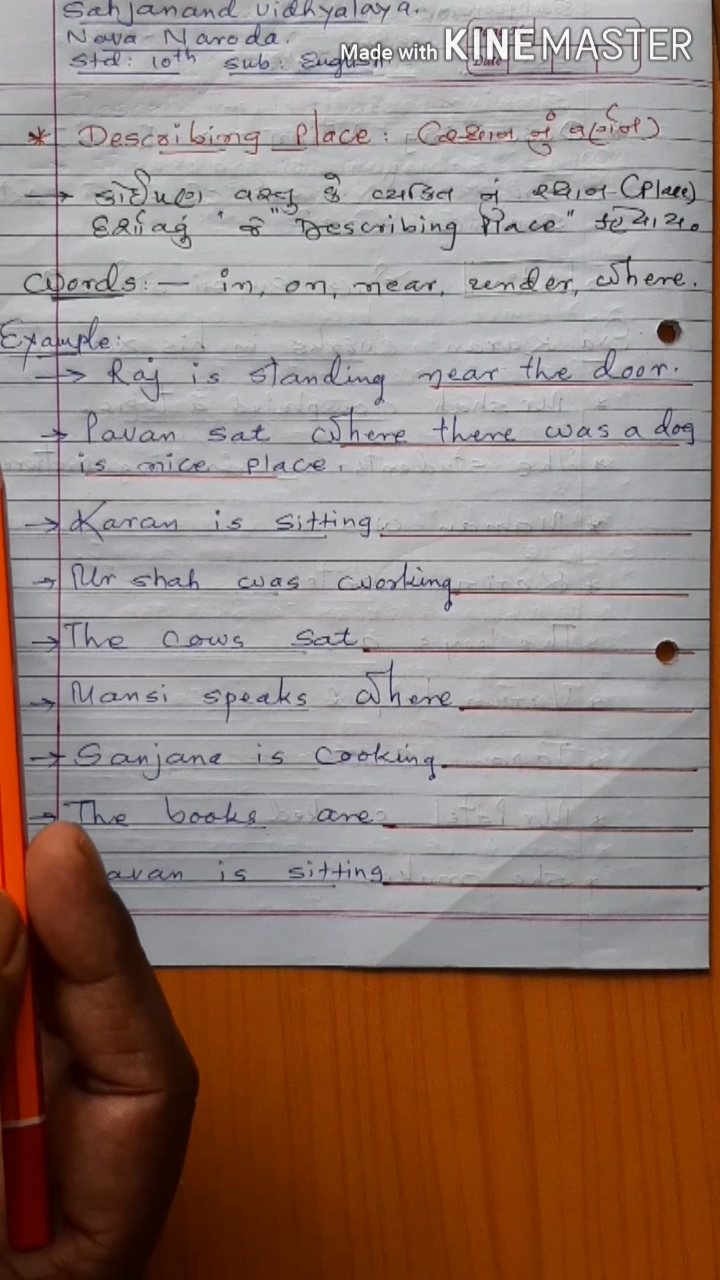 Sahjanand Vidhyalaya.
Nava Naroda.
Std: 10th sub: English
Made with KINEMASTER
* Describing Place: (સ્થાન નું વર્ણન)
→ કોઈપણ વસ્તુ કે વ્યકિત નું સ્થાન (Place)
દર્શાવવું એ "Describing Place" કહેવાય.
Words:- in, on, near, under, where.
Example:
→ Raj is standing near the door.
→ Pavan sat where there was a dog
is nice place.
→ Karan is sitting
→ Mr shah was working
→ The cows sat
→ Mansi speaks where
→ Sanjana is cooking
→ The books are
avan is sitting